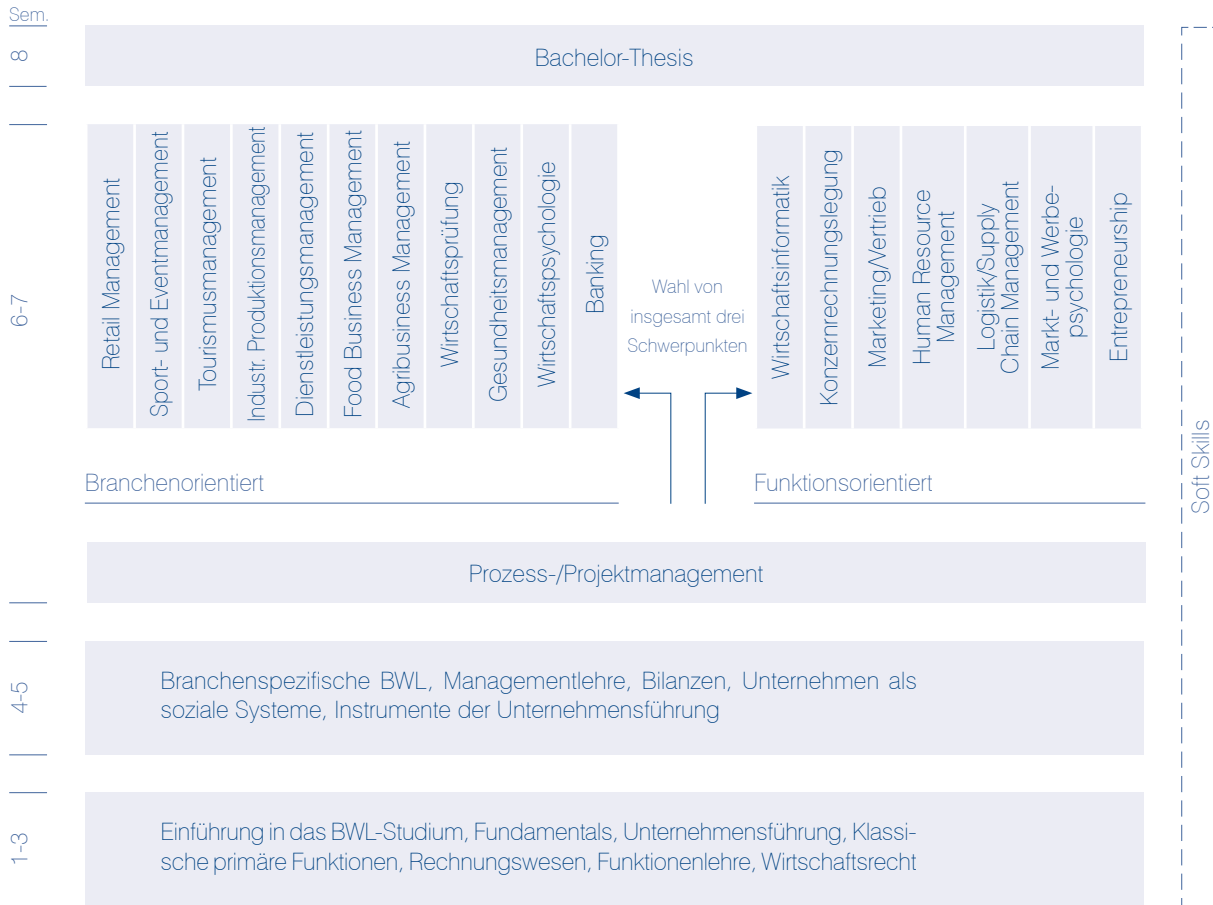 Sem.
8
Bachelor-Thesis
6-7
Retail Management
Sport- und Eventmanagement
Tourismusmanagement
Industr. Produktionsmanagement
Dienstleistungsmanagement
Food Business Management
Agribusiness Management
Wirtschaftsprüfung
Gesundheitsmanagement
Wirtschaftspsychologie
Banking
Wahl von
insgesamt drei
Schwerpunkten
Wirtschaftsinformatik
Konzernrechnungslegung
Marketing/Vertrieb
Human Resource
Management
Logistik/Supply
Chain Management
Markt- und Werbe-
psychologie
Entrepreneurship
Branchenorientiert
Funktionsorientiert
Prozess-/Projektmanagement
4-5
Branchenspezifische BWL, Managementlehre, Bilanzen, Unternehmen als
soziale Systeme, Instrumente der Unternehmensführung
1-3
Einführung in das BWL-Studium, Fundamentals, Unternehmensführung, Klassi-
sche primäre Funktionen, Rechnungswesen, Funktionenlehre, Wirtschaftsrecht
Soft Skills